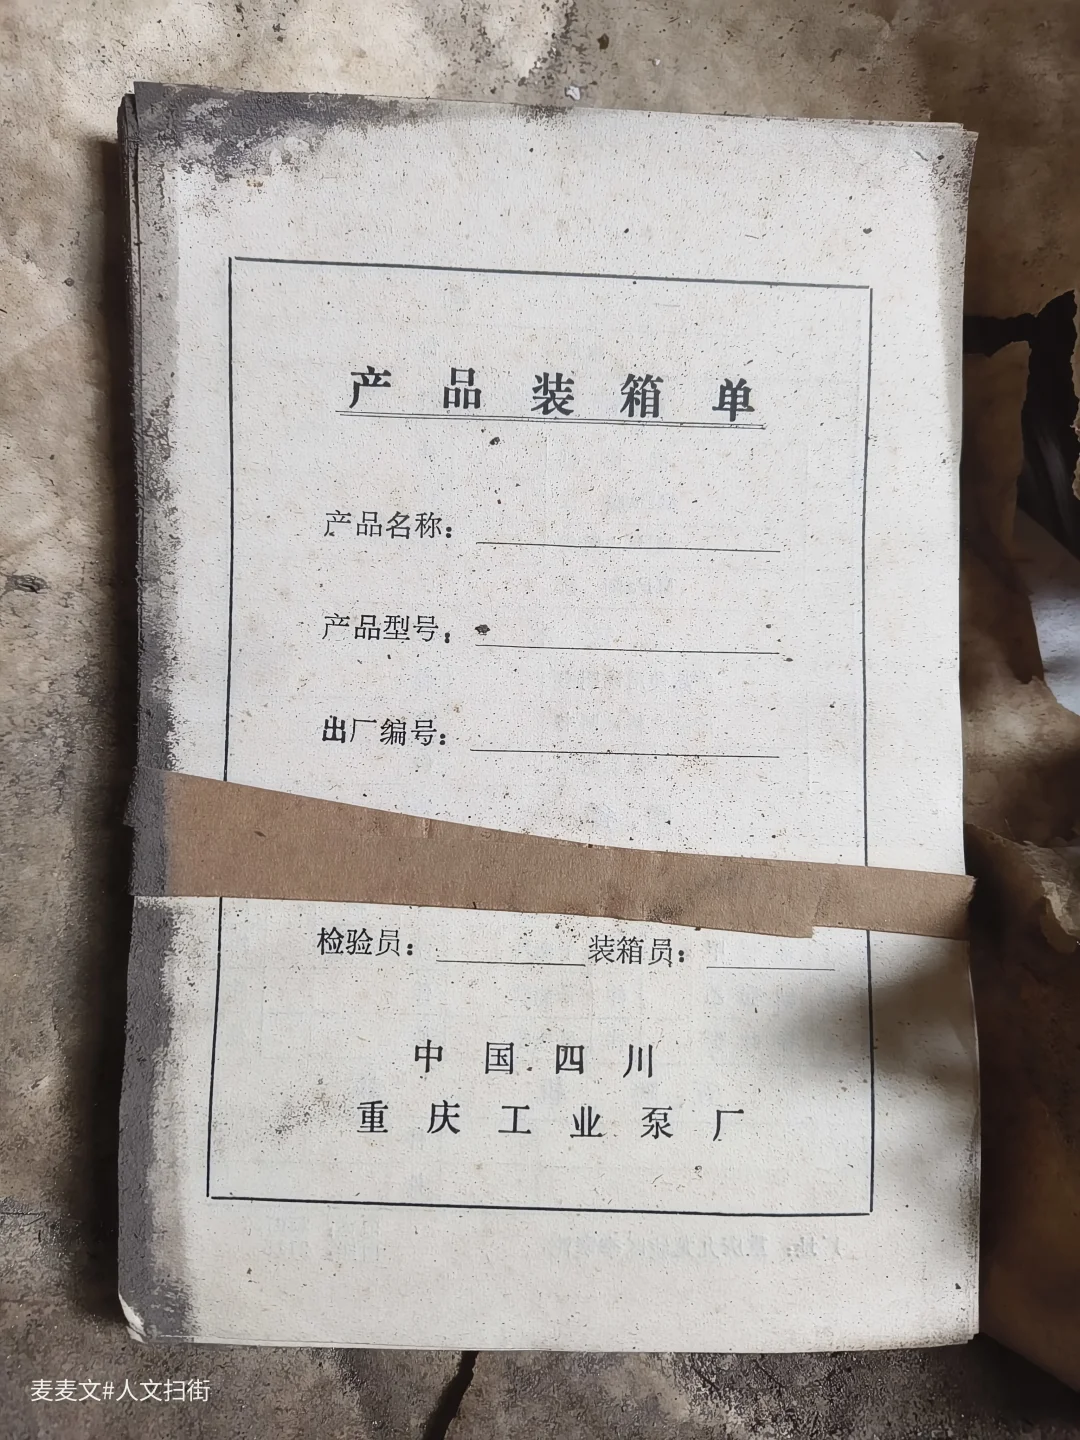 产品装箱单
产品名称：
产品型号：
出厂编号：
检验员： 装箱员：
中国四川
重庆工业泵厂
麦麦文#人文扫街